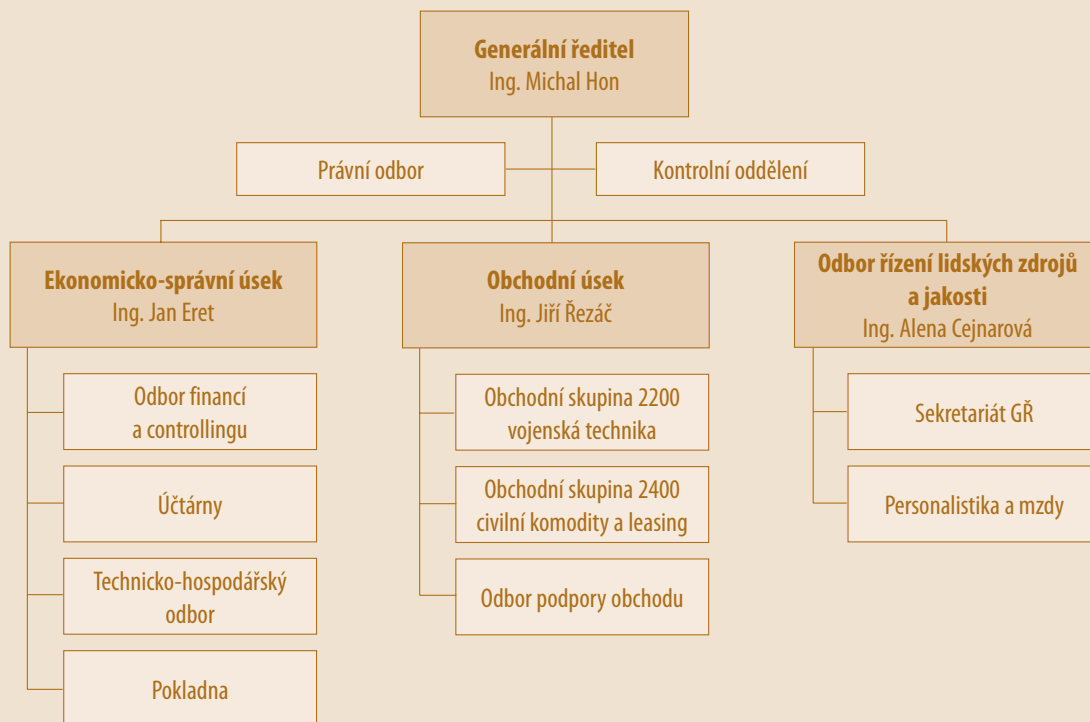 Generální ředitel
Ing. Michal Hon
Právní odbor
Kontrolní oddělení
Ekonomicko-správní úsek
Ing. Jan Eret
Odbor financí
a controllingu
Účtárny
Technicko-hospodářský
odbor
Pokladna
Obchodní úsek
Ing. Jiří Řezáč
Obchodní skupina 2200
vojenská technika
Obchodní skupina 2400
civilní komodity a leasing
Odbor podpory obchodu
Odbor řízení lidských zdrojů
a jakosti
Ing. Alena Cejnarová
Sekretariát GŘ
Personalistika a mzdy